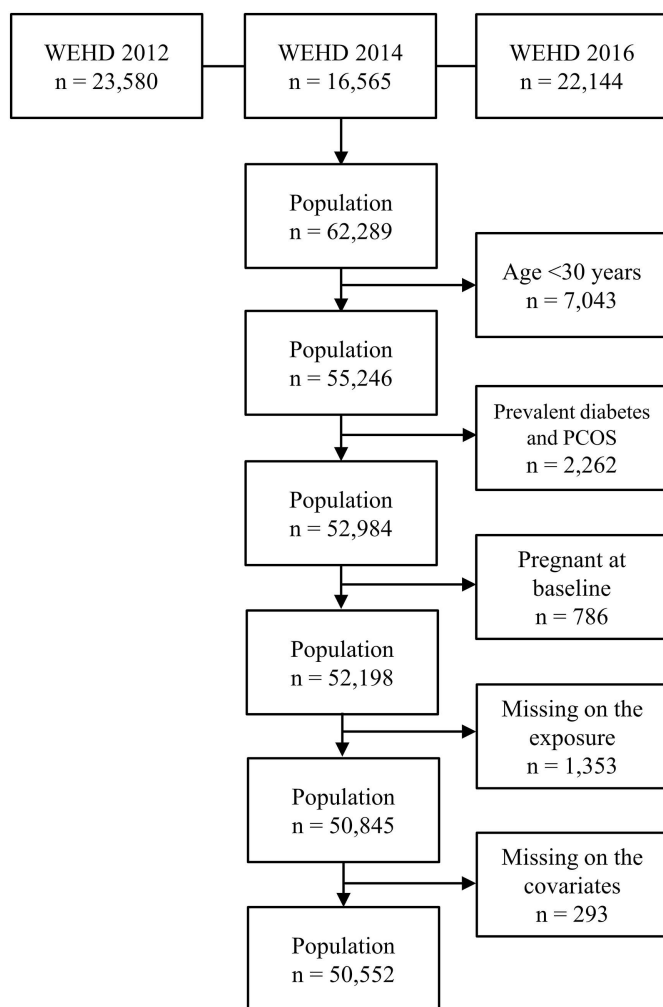 WEHD 2012
n = 23,580
WEHD 2014
n = 16,565
WEHD 2016
n = 22,144
Population
n = 62,289
Age <30 years
n = 7,043
Population
n = 55,246
Prevalent diabetes
and PCOS
n = 2,262
Population
n = 52,984
Pregnant at
baseline
n = 786
Population
n = 52,198
Missing on the
exposure
n = 1,353
Population
n = 50,845
Missing on the
covariates
n = 293
Population
n = 50,552